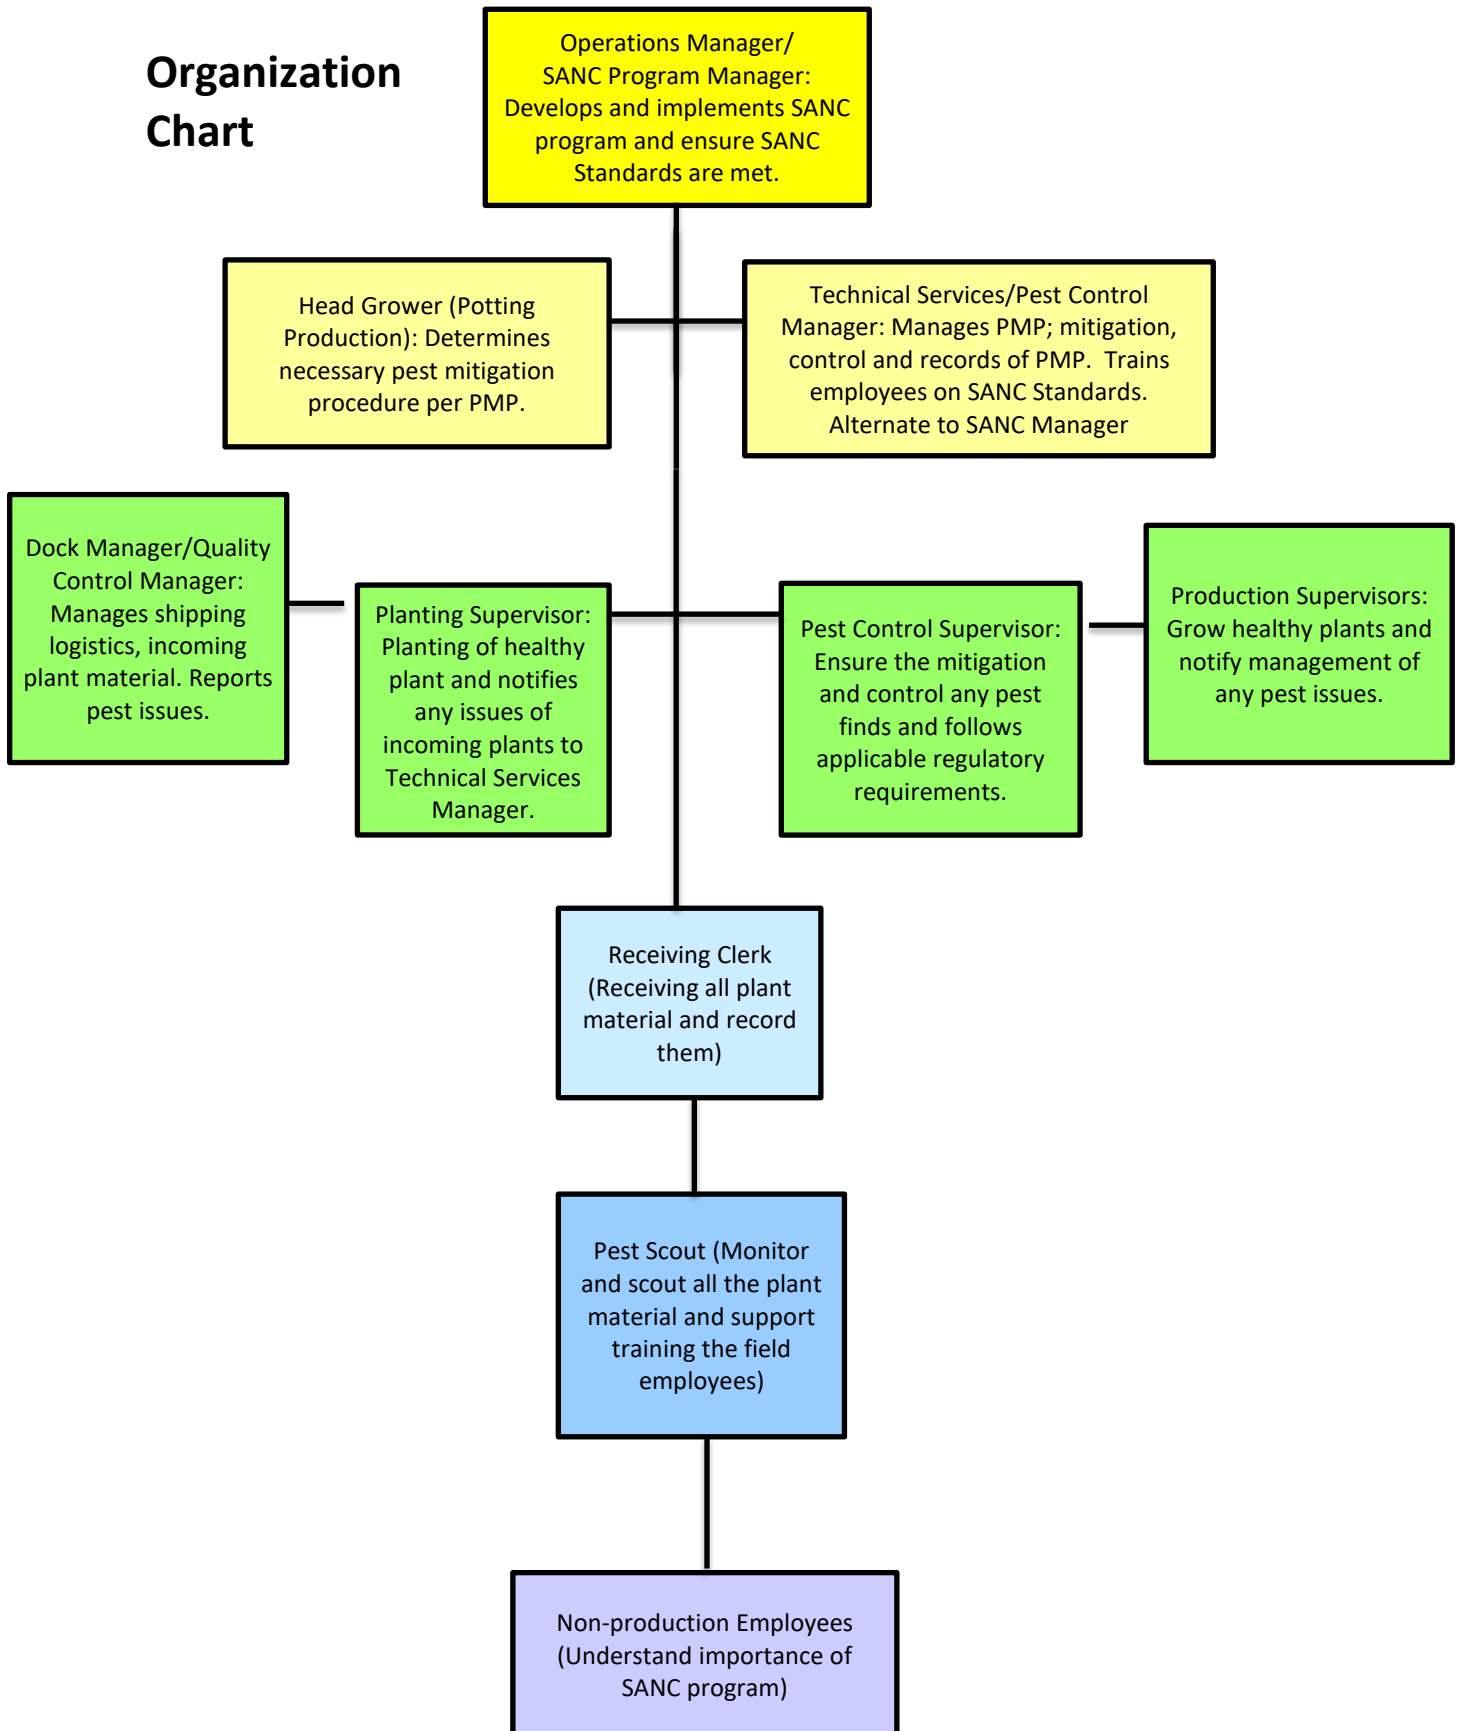 Organization
Chart
Operations Manager/
SANC Program Manager:
Develops and implements SANC
program and ensure SANC
Standards are met.
Head Grower (Potting
Production): Determines
necessary pest mitigation
procedure per PMP.
Technical Services/Pest Control
Manager: Manages PMP; mitigation,
control and records of PMP.  Trains
employees on SANC Standards.
Alternate to SANC Manager
Dock Manager/Quality
Control Manager:
Manages shipping
logistics, incoming
plant material. Reports
pest issues.
Planting Supervisor:
Planting of healthy
plant and notifies
any issues of
incoming plants to
Technical Services
Manager.
Pest Control Supervisor:
Ensure the mitigation
and control any pest
finds and follows
applicable regulatory
requirements.
Production Supervisors:
Grow healthy plants and
notify management of
any pest issues.
Receiving Clerk
(Receiving all plant
material and record
them)
Pest Scout (Monitor
and scout all the plant
material and support
training the field
employees)
Non-production Employees
(Understand importance of
SANC program)